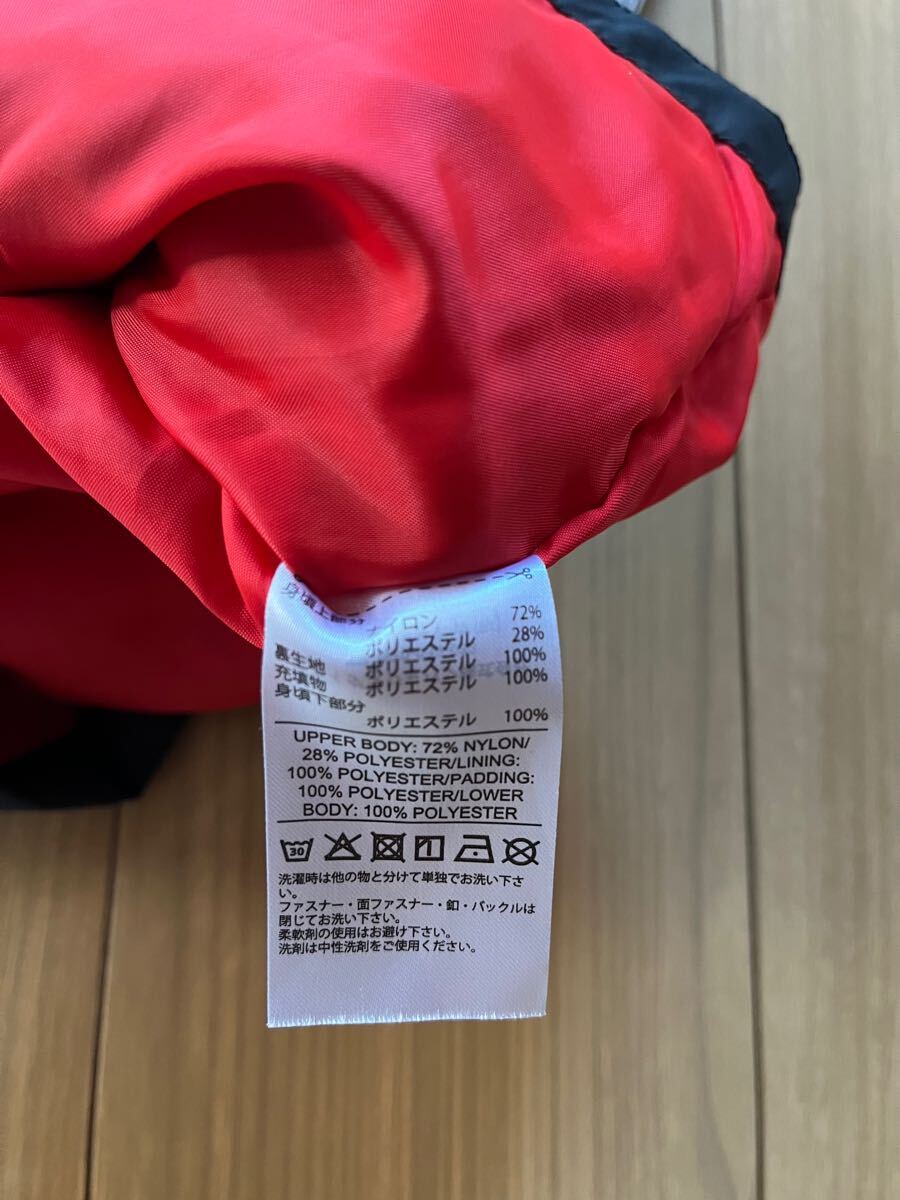 身頃上部分 ナイロン 72%
ポリエステル 28%
裏生地 ポリエステル 100%
充填物 ポリエステル 100%
身頃下部分
ポリエステル 100%
UPPER BODY: 72% NYLON/
28% POLYESTER/LINING:
100% POLYESTER/PADDING:
100% POLYESTER/LOWER
BODY: 100% POLYESTER
30
洗濯時は他の物と分けて単独でお洗い下さ
い。
ファスナー・面ファスナー・釦・バックルは
閉じてお洗い下さい。
柔軟剤の使用はお避け下さい。
洗剤は中性洗剤をご使用ください。